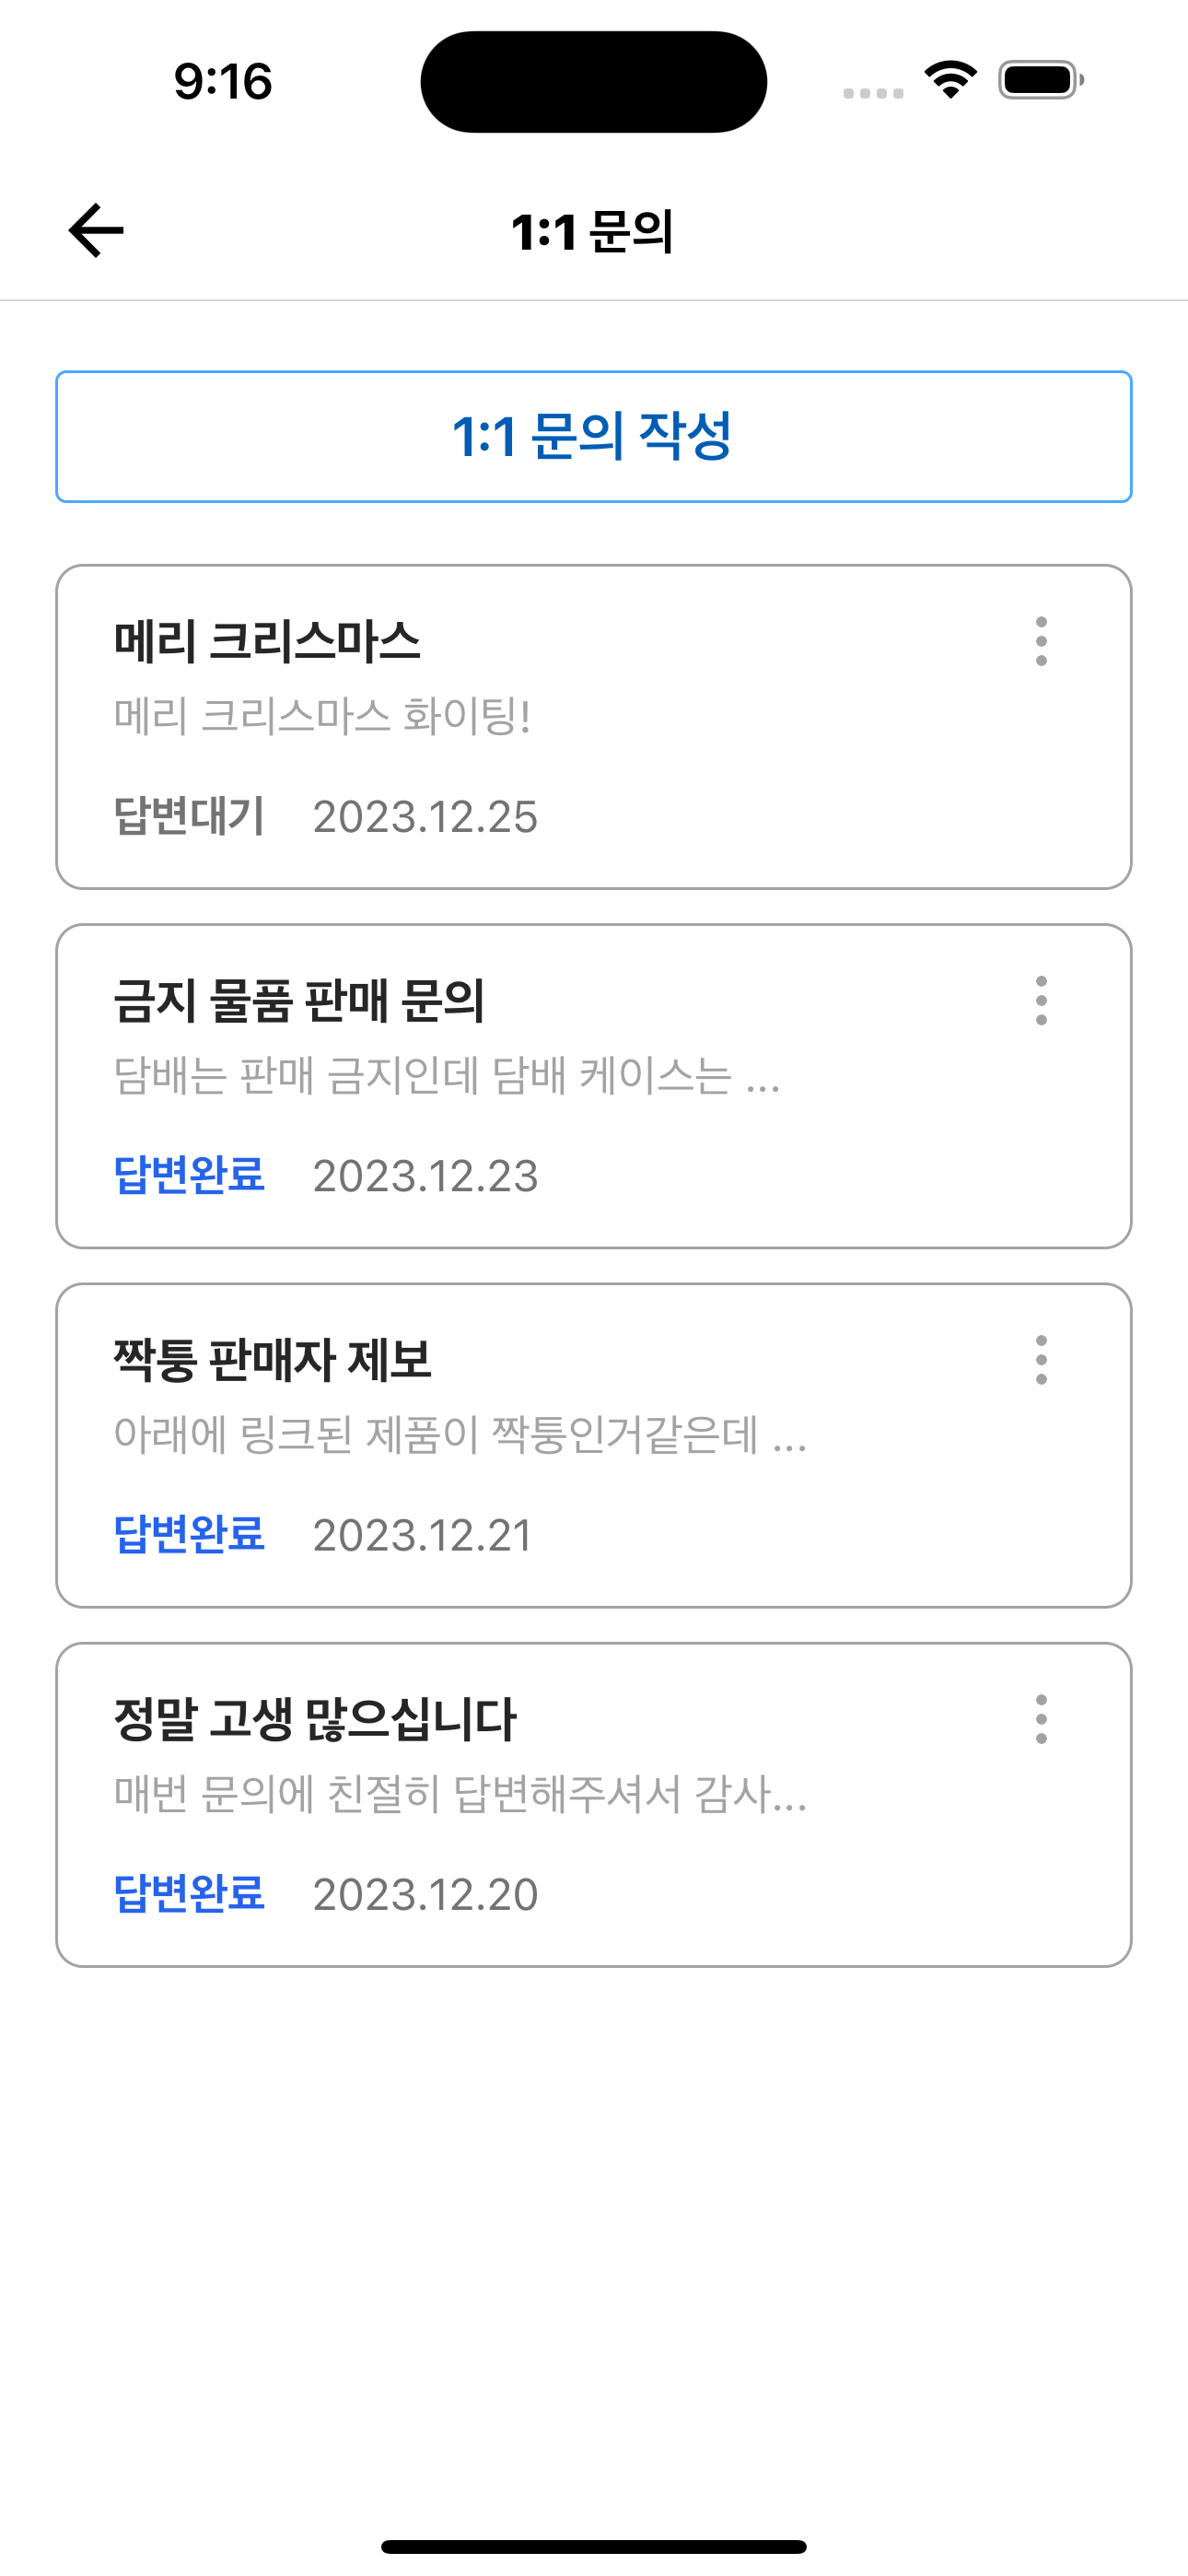 9:16
1:1 문의
1:1 문의 작성
메리 크리스마스
메리 크리스마스 화이팅!
답변대기 2023.12.25
금지 물품 판매 문의
담배는 판매 금지인데 담배 케이스는 ...
답변완료 2023.12.23
짝퉁 판매자 제보
아래에 링크된 제품이 짝퉁인거같은데 ...
답변완료 2023.12.21
정말 고생 많으십니다
매번 문의에 친절히 답변해주셔서 감사...
답변완료 2023.12.20